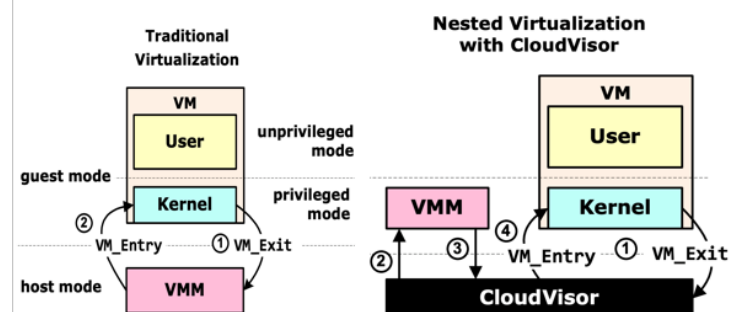 Traditional
Virtualization
VM
User
unprivileged
mode
guest mode
Kernel
privileged
mode
②
VM_Entry
① VM_Exit
host mode
VMM
Nested Virtualization
with CloudVisor
VM
User
VMM
Kernel
②
③
④
VM_Entry
①
VM_Exit
CloudVisor